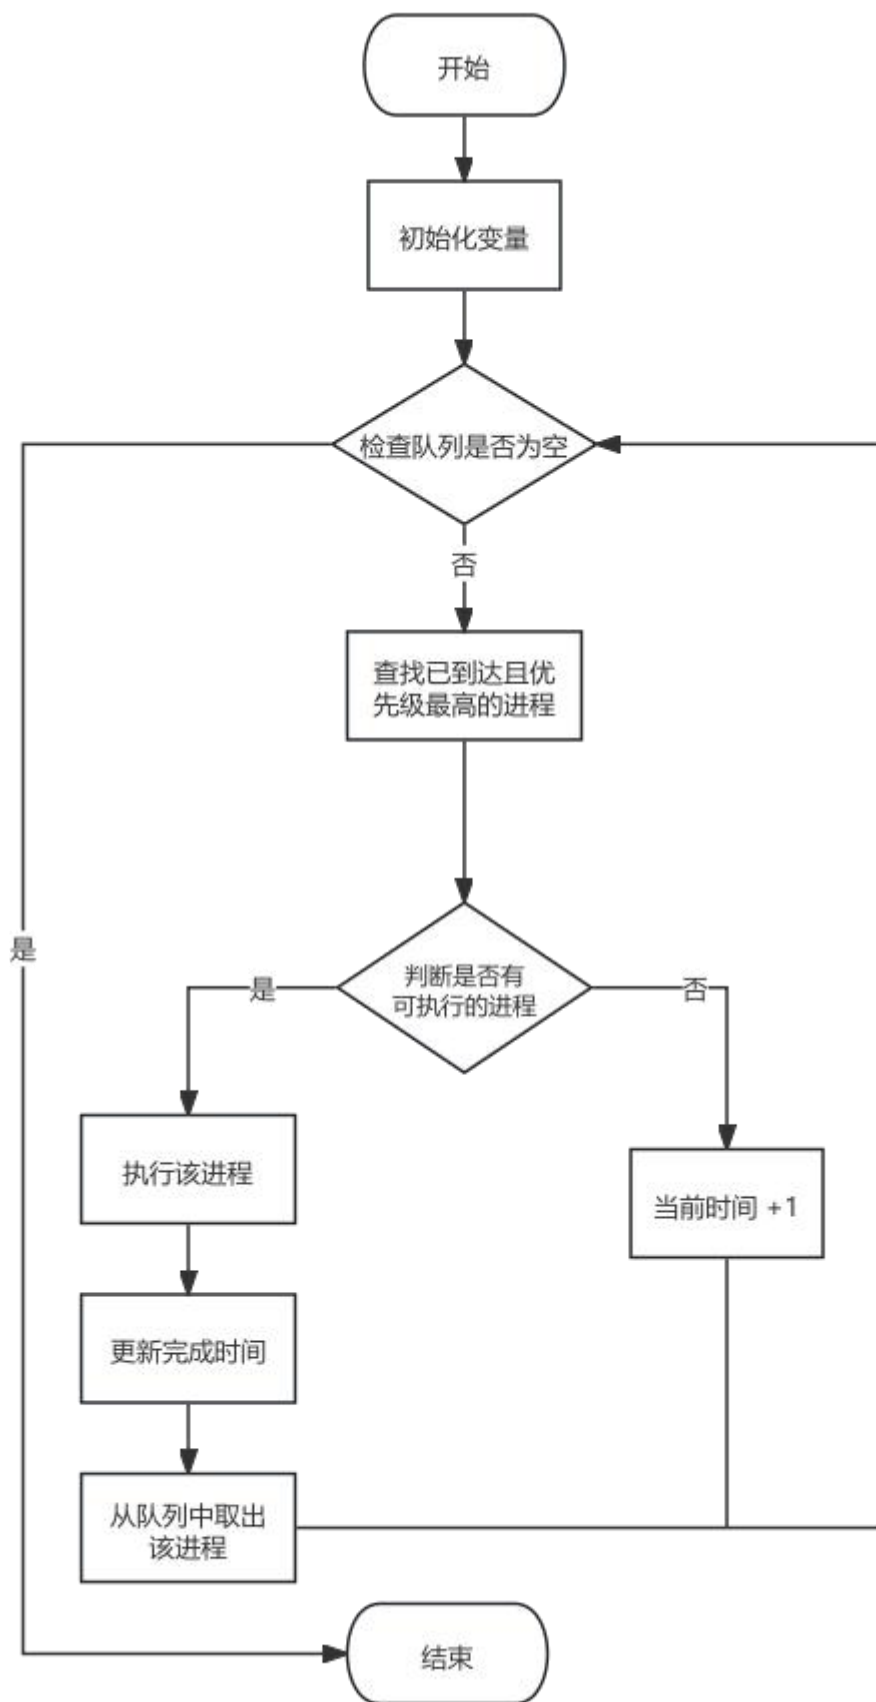 开始
初始化变量
检查队列是否为空
否
查找已到达且优
先级最高的进程
是
判断是否有
可执行的进程
是
否
执行该进程
当前时间 +1
更新完成时间
从队列中取出
该进程
结束